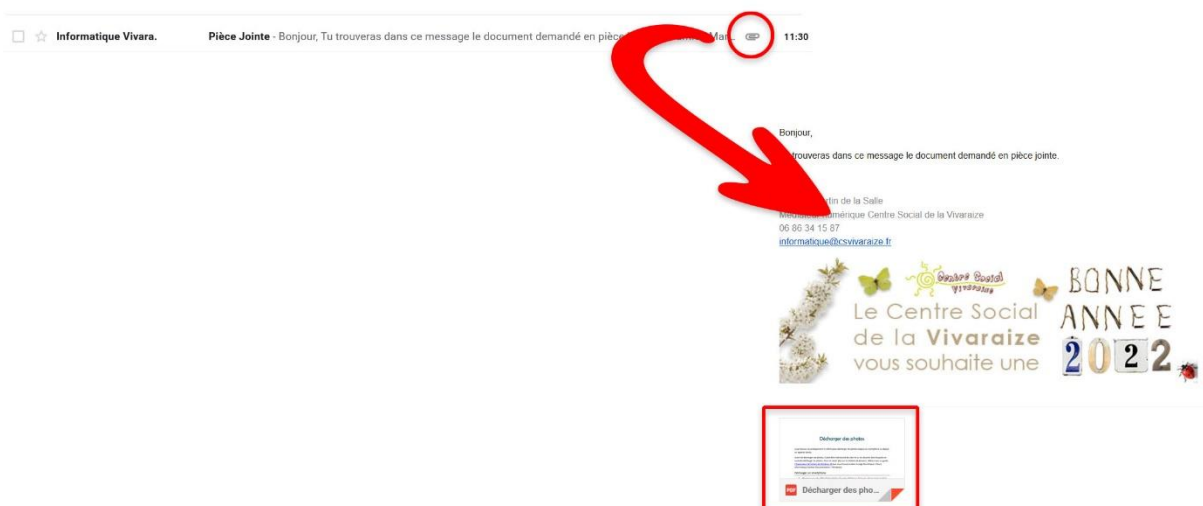 Informatique Vivara. Pièce Jointe - Bonjour, Tu trouveras dans ce message le document demandé en pièce 11:30
Bonjour,
trouveras dans ce message le document demandé en pièce jointe.
de la Salle
Centre Social de la Vivaraize
06 86 34 15 87
informatique@csvivaraize.fr
Centre Social
Vivaraize
Le Centre Social
de la Vivaraize
vous souhaite une
BONNE
ANNEE
2022
Décharger des photos
PDF Décharger des pho...